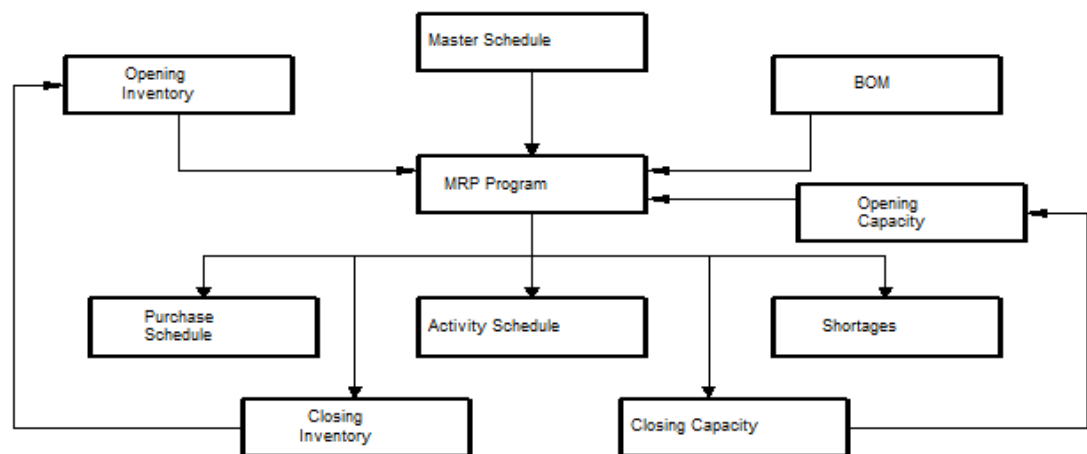 Master Schedule
Opening
Inventory
BOM
MRP Program
Opening
Capacity
Purchase
Schedule
Activity Schedule
Shortages
Closing
Inventory
Closing Capacity